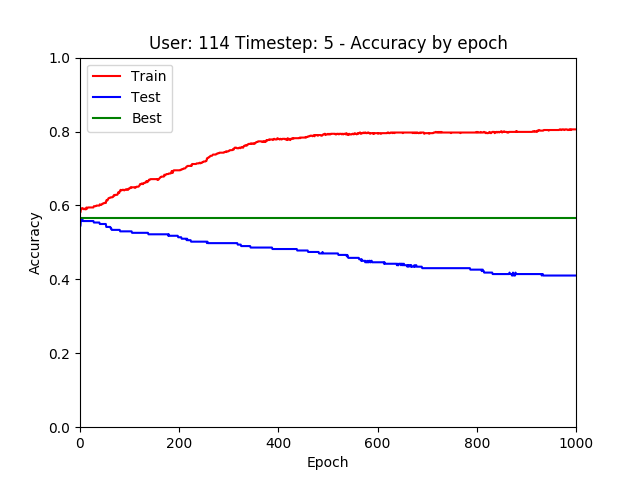 User: 114 Timestep: 5 - Accuracy by epoch
1.0
0.8
0.6
0.4
0.2
0.0
Accuracy
Train
Test
Best
0 200 400 600 800 1000
Epoch